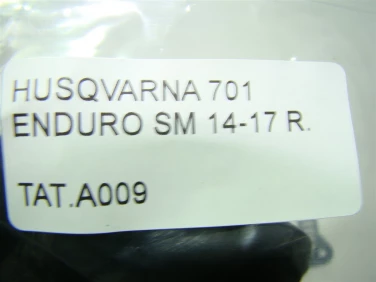 HUSQVARNA 701
ENDURO SM 14-17 R.
TAT.A009